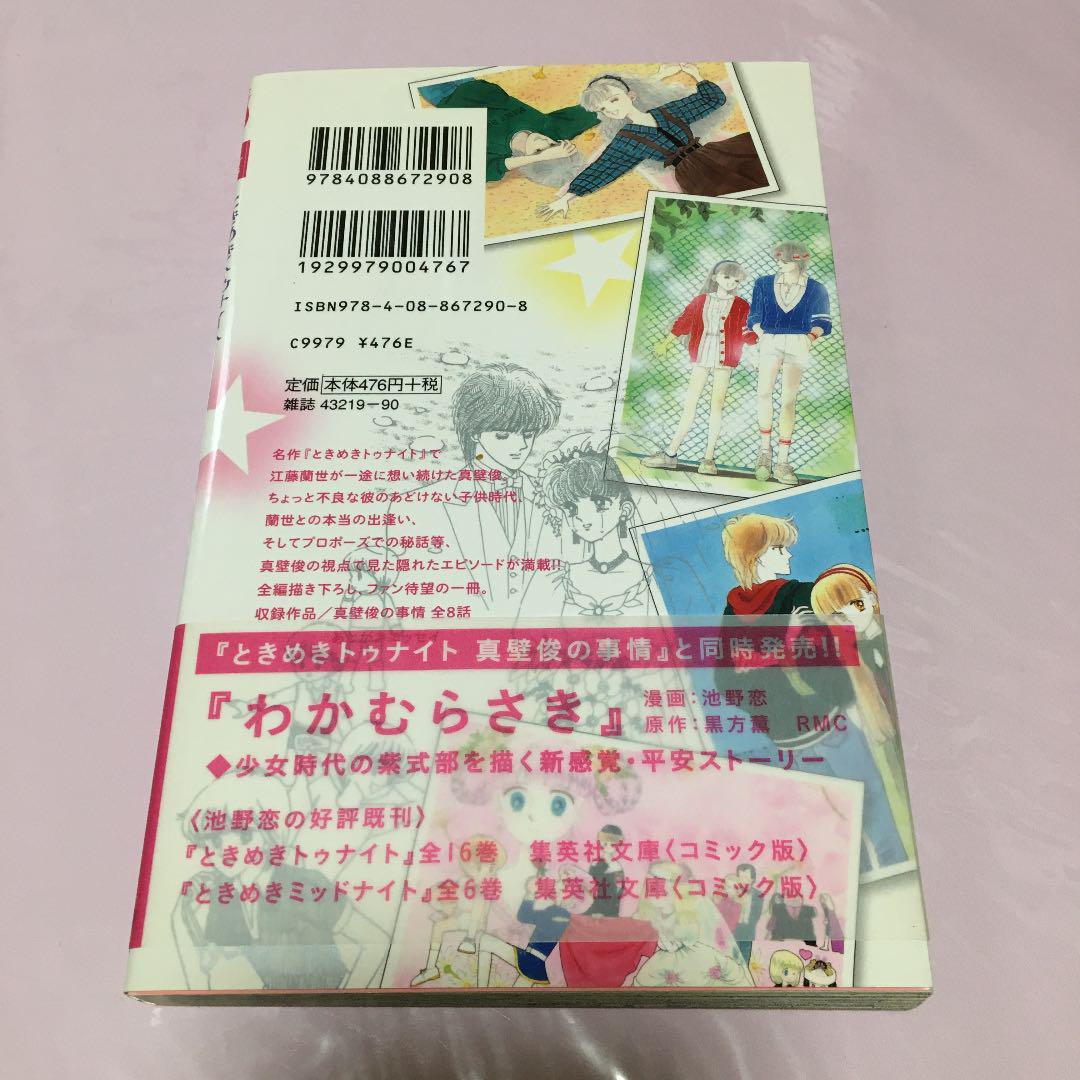 9784088672908
1929979004767
ISBN978-4-08-867290-8
C9979 ¥476E
定価 本体476円+税
雑誌 43219-90
名作『ときめきトゥナイト』で
江藤蘭世が一途に想い続けた真壁俊。
ちょっと不良な彼のあどけない子供時代、
蘭世との本当の出逢い、
そしてプロポーズでの秘話等、
真壁俊の視点で見た隠れたエピソードが満載!!
全編描き下ろし、ファン待望の一冊。
収録作品/真壁俊の事情 全8話
『ときめきトゥナイト 真壁俊の事情』と同時発売!!
『わかむらさき』
漫画:池野恋
原作:黒方薫 RMC
◆少女時代の紫式部を描く新感覚・平安ストーリー
〈池野恋の好評既刊〉
『ときめきトゥナイト』全16巻 集英社文庫〈コミック版〉
『ときめきミッドナイト』全6巻 集英社文庫〈コミック版〉